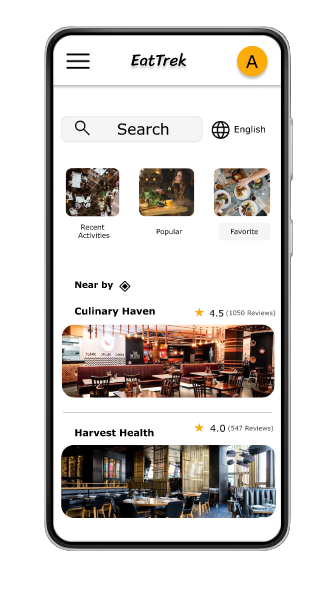 EatTrek
A
Search
English
Recent
Activities
Popular
Favorite
Near by
Culinary Haven
4.5 (1050 Reviews)
Harvest Health
4.0 (547 Reviews)